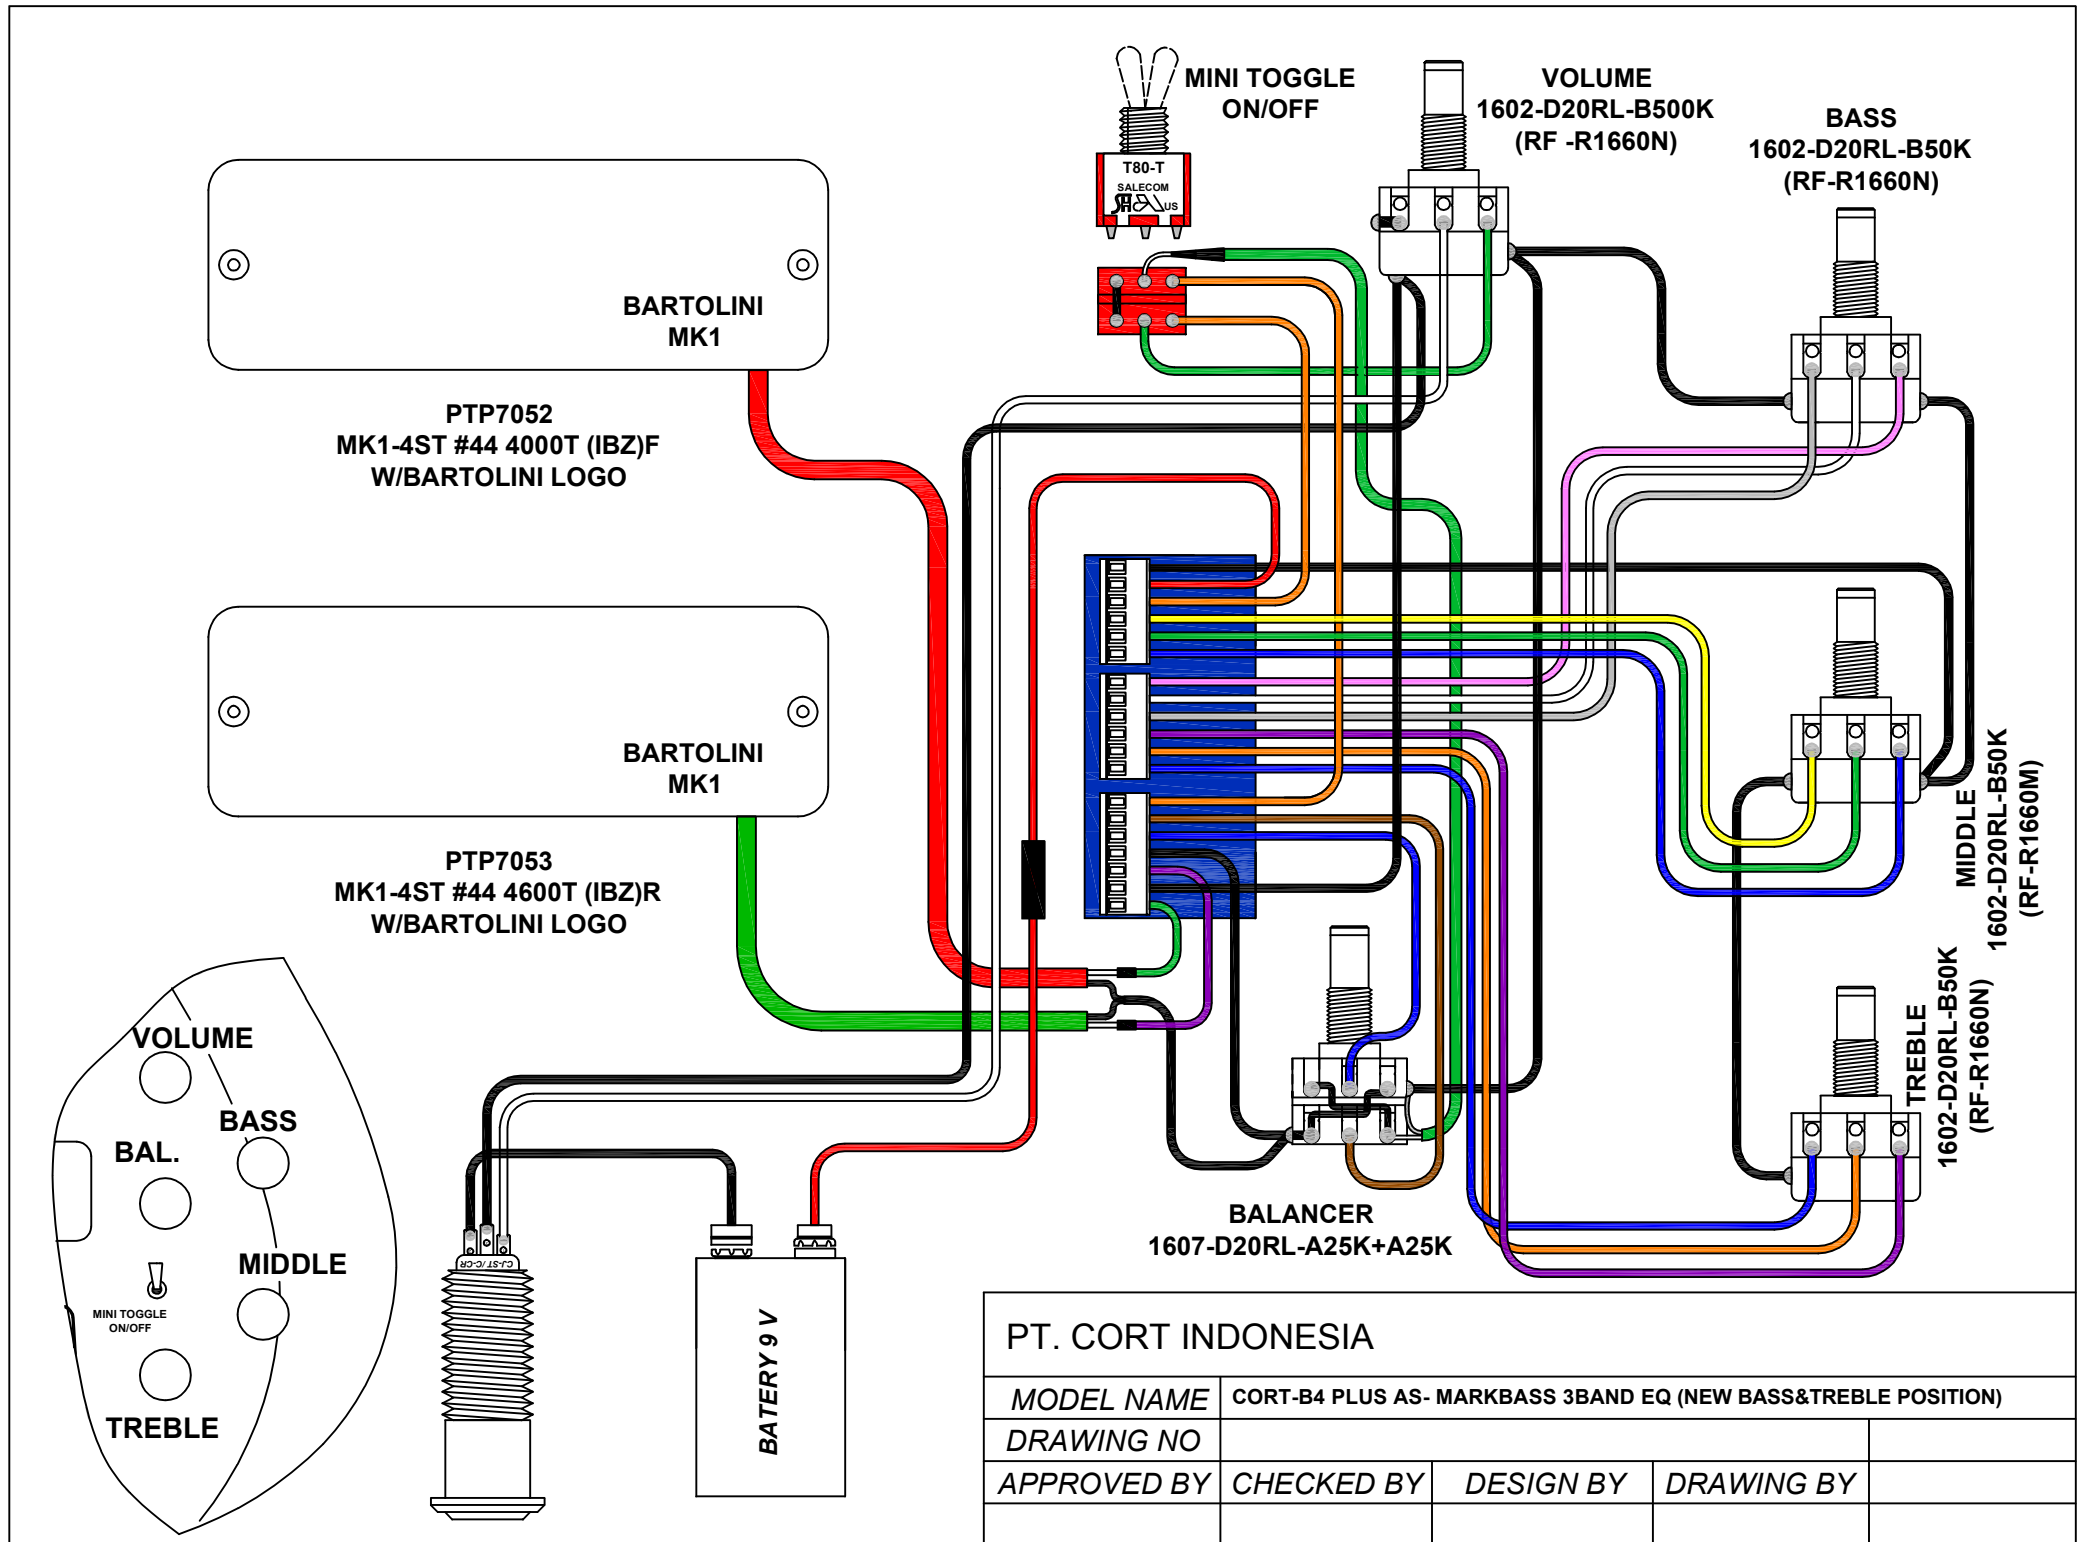 MINI TOGGLE
ON/OFF
T80-T
SALECOM
US
VOLUME
1602-D20RL-B500K
(RF -R1660N)
BASS
1602-D20RL-B50K
(RF-R1660N)
BARTOLINI
MK1
PTP7052
MK1-4ST #44 4000T (IBZ)F
W/BARTOLINI LOGO
BARTOLINI
MK1
PTP7053
MK1-4ST #44 4600T (IBZ)R
W/BARTOLINI LOGO
MIDDLE
1602-D20RL-B50K
(RF-R1660M)
TREBLE
1602-D20RL-B50K
(RF-R1660N)
BALANCER
1607-D20RL-A25K+A25K
VOLUME
BASS
BAL.
MIDDLE
MINI TOGGLE
ON/OFF
TREBLE
CJ-ST/C-CR
BATERY 9 V
PT. CORT INDONESIA
MODEL NAME CORT-B4 PLUS AS- MARKBASS 3BAND EQ (NEW BASS&TREBLE POSITION)
DRAWING NO
APPROVED BY CHECKED BY DESIGN BY DRAWING BY